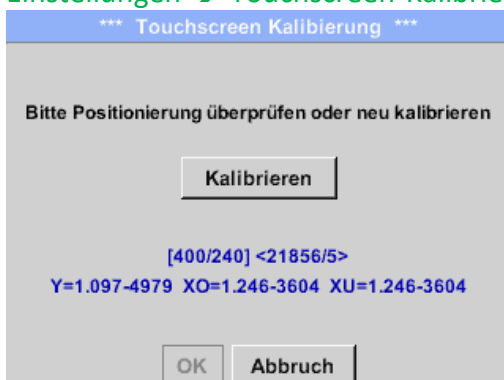 Einstellungen → Touchscreen Kalibrie
*** Touchscreen Kalibierung ***
Bitte Positionierung überprüfen oder neu kalibrieren
Kalibrieren
[400/240] <21856/5>
Y=1.097-4979 XO=1.246-3604 XU=1.246-3604
OK Abbruch